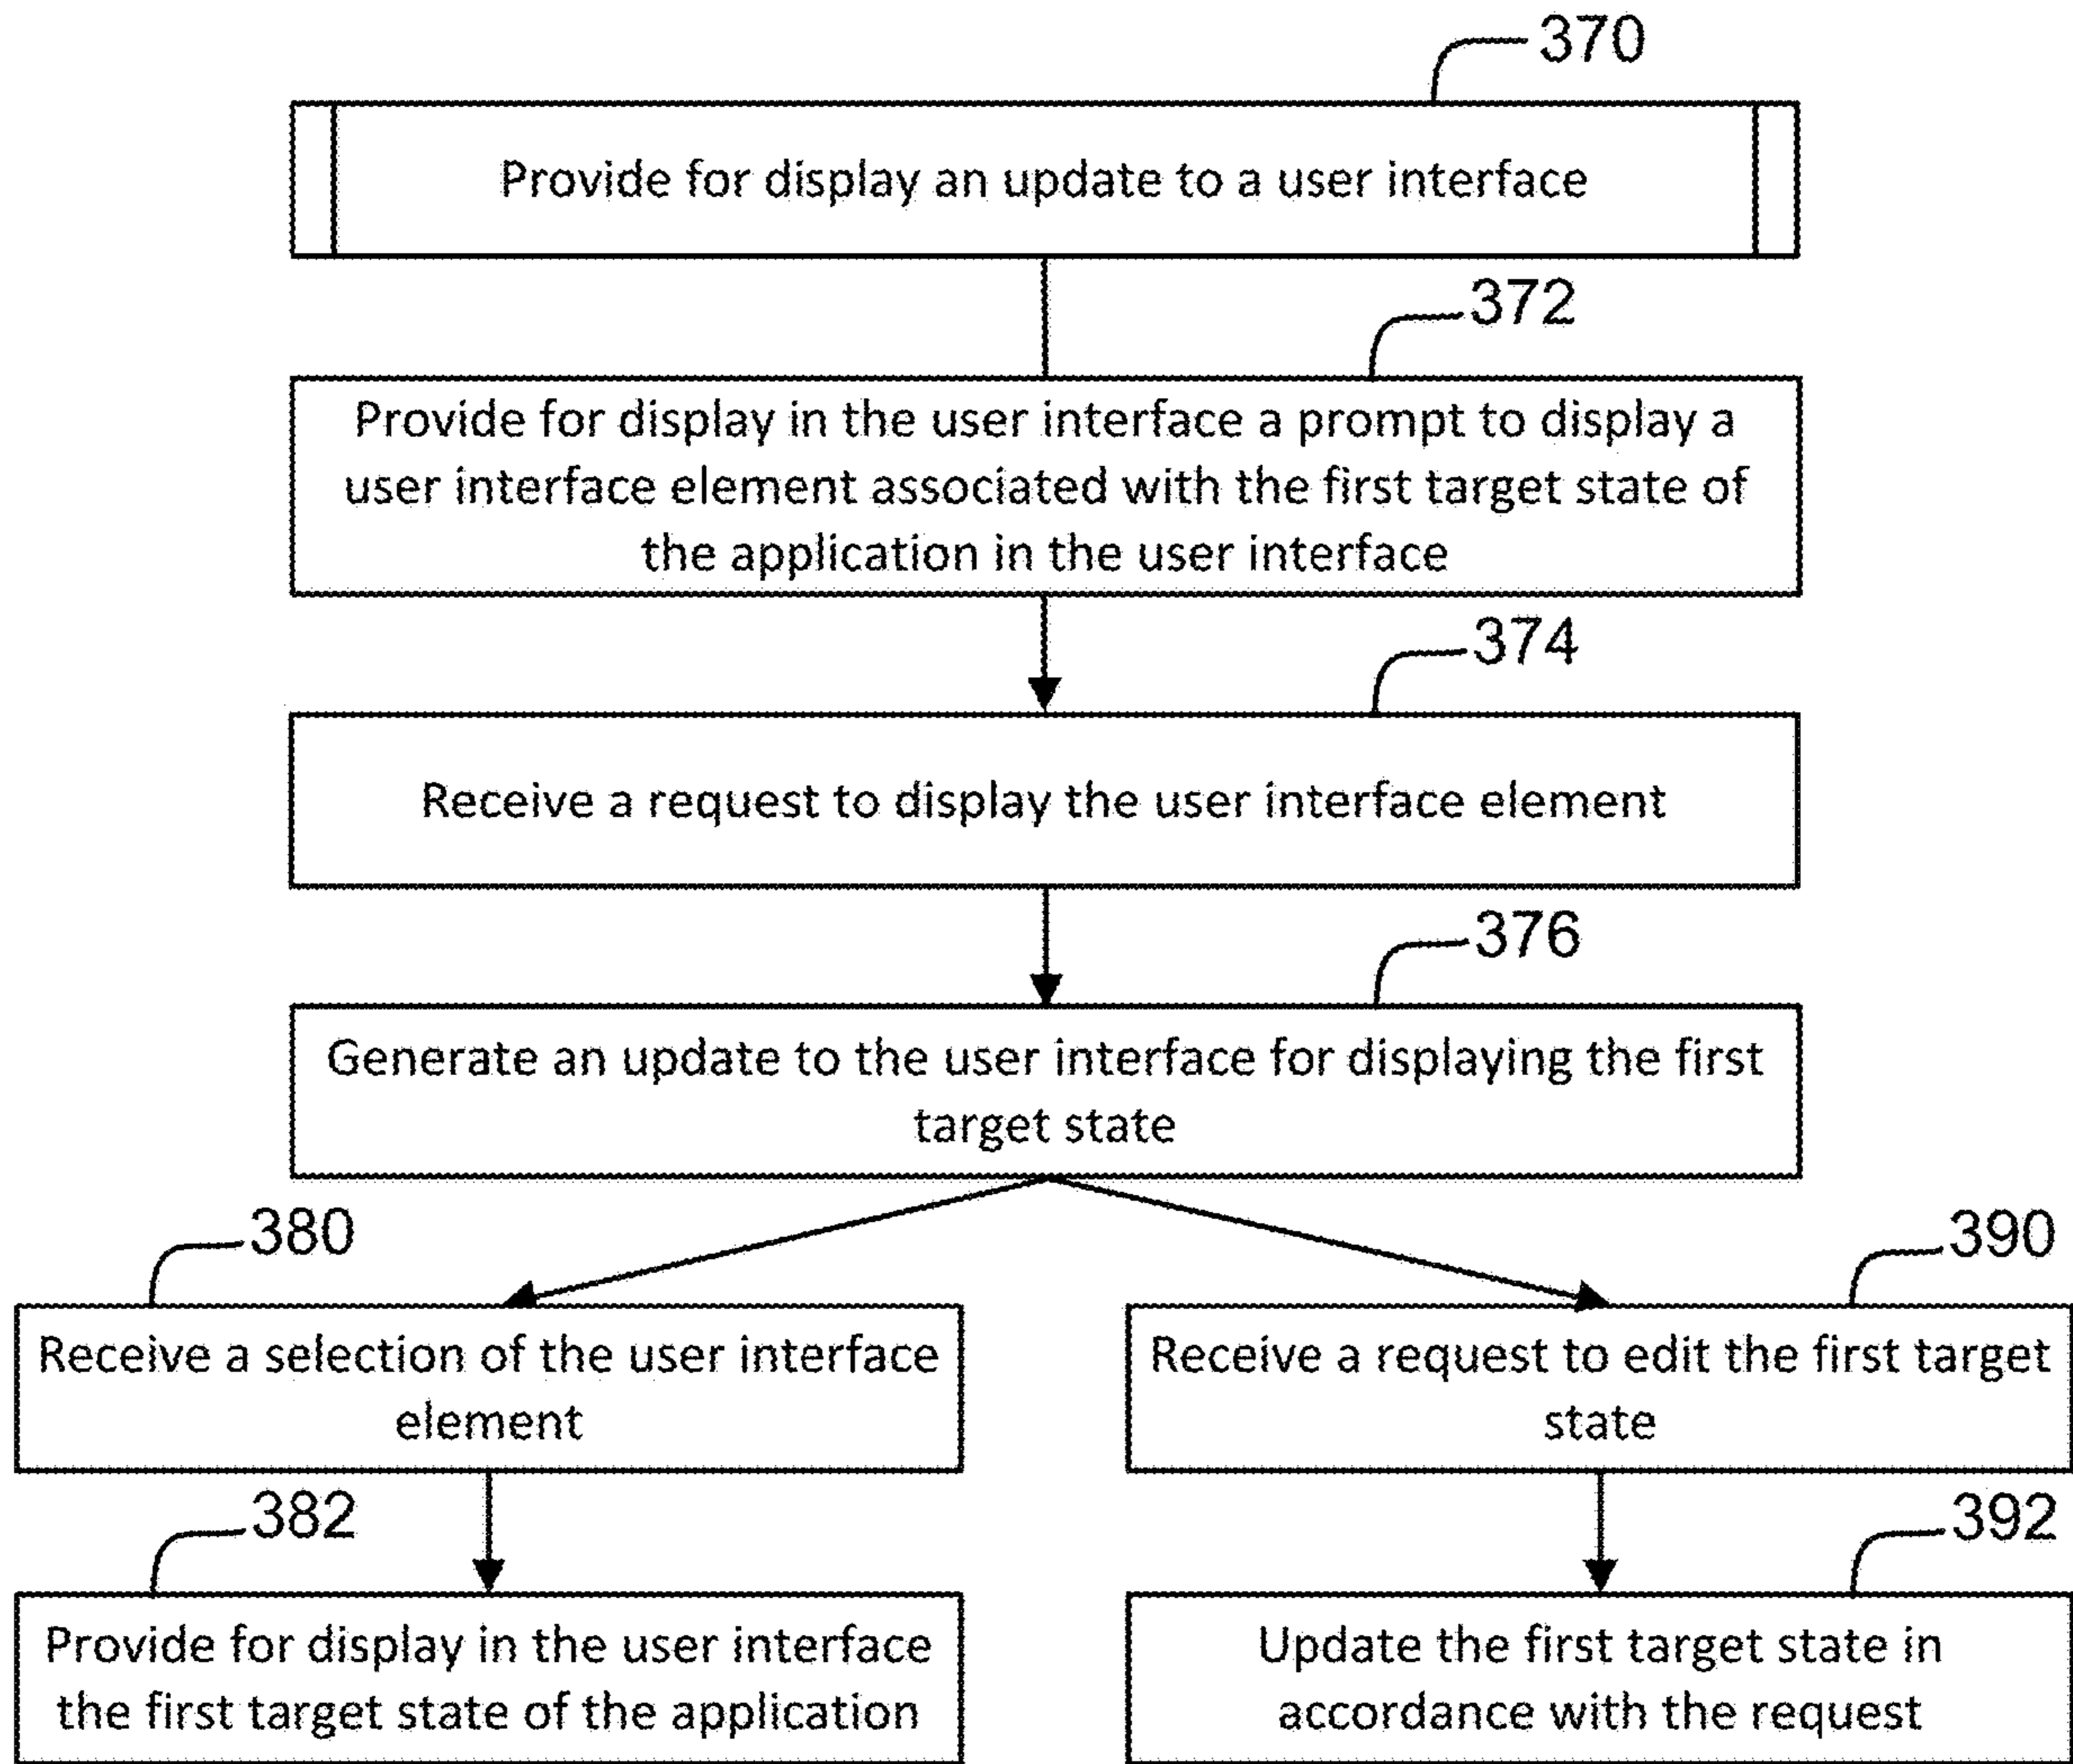 370
Provide for display an update to a user interface
372
Provide for display in the user interface a prompt to display a
user interface element associated with the first target state of
the application in the user interface
374
Receive a request to display the user interface element
376
Generate an update to the user interface for displaying the first
target state
380
Receive a selection of the user interface
element
390
Receive a request to edit the first target
state
382
Provide for display in the user interface
the first target state of the application
392
Update the first target state in
accordance with the request